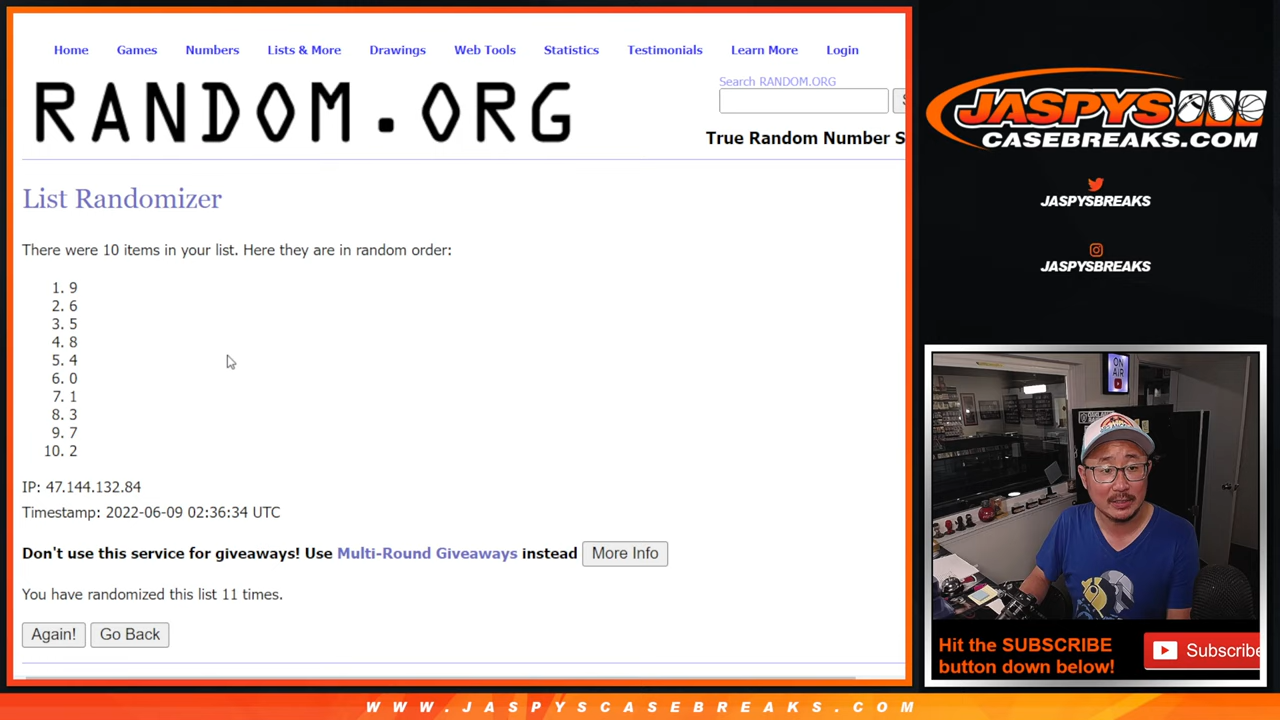 Home Games Numbers Lists & More Drawings Web Tools Statistics Testimonials Learn More Login
RANDOM.ORG
Search RANDOM.ORG
True Random Number S
List Randomizer
There were 10 items in your list. Here they are in random order:
1. 9
2. 6
3. 5
4. 8
5. 4
6. 0
7. 1
8. 3
9. 7
10. 2
IP: 47.144.132.84
Timestamp: 2022-06-09 02:36:34 UTC
Don't use this service for giveaways! Use Multi-Round Giveaways instead More Info
You have randomized this list 11 times.
Again! Go Back
JASPYS
CASEBREAKS.COM
JASPYSBREAKS
JASPYSBREAKS
ON
AIR
Hit the SUBSCRIBE
button down below!
Subscribe
WWW.JASPYSCASEBREAKS.COM